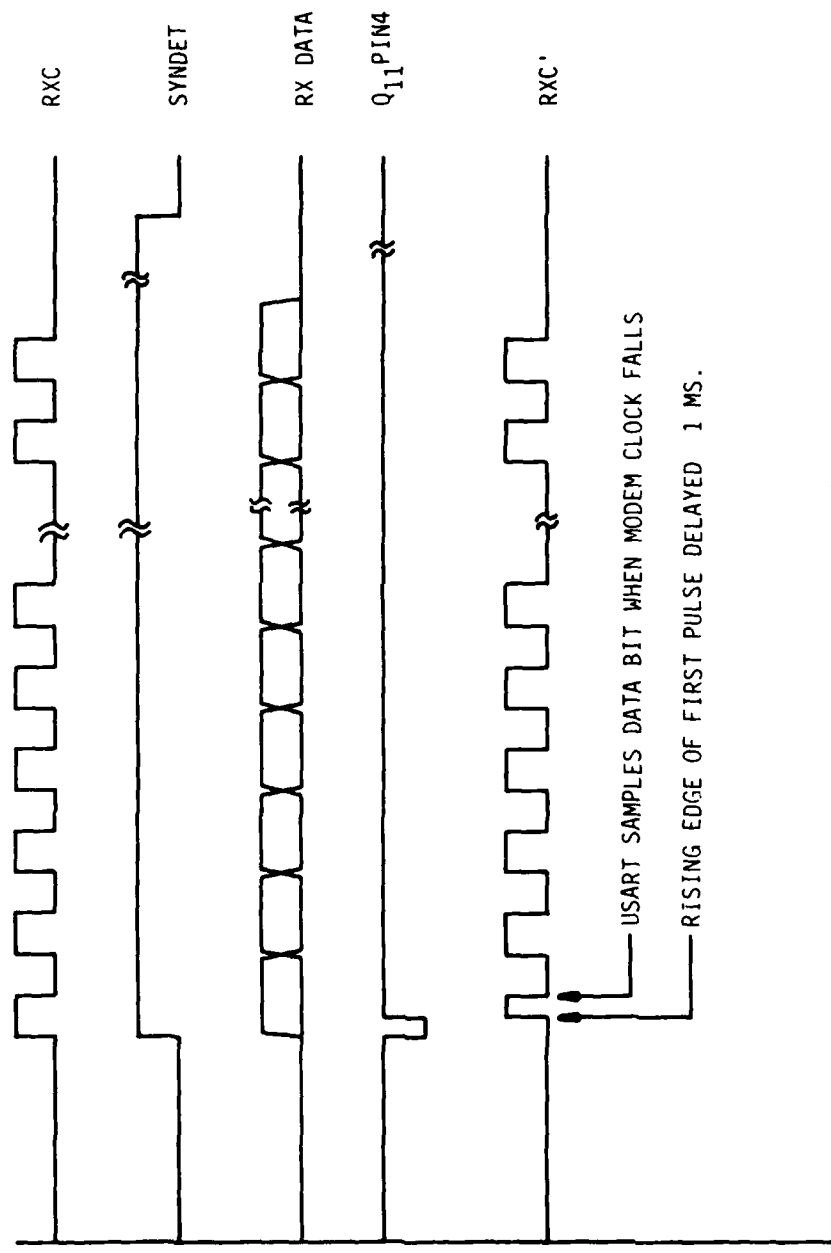 RXC
SYNDET
RX DATA
Q11PIN4
RXC'
USART SAMPLES DATA BIT WHEN MODEM CLOCK FALLS
RISING EDGE OF FIRST PULSE DELAYED 1 MS.